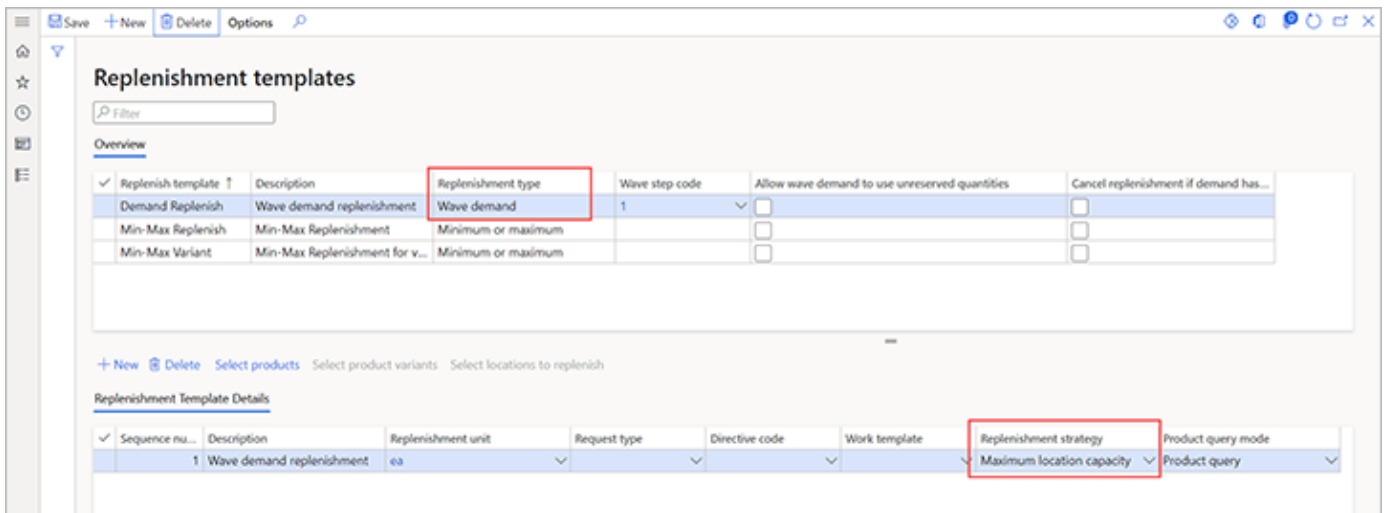 Save New Delete Options
Replenishment templates
Filter
Overview
Replenish template ↑ Description Replenishment type Wave step code Allow wave demand to use unreserved quantities Cancel replenishment if demand has...
Demand Replenish Wave demand replenishment Wave demand 1
Min-Max Replenish Min-Max Replenishment Minimum or maximum
Min-Max Variant Min-Max Replenishment for v... Minimum or maximum
New Delete Select products Select product variants Select locations to replenish
Replenishment Template Details
Sequence nu... Description Replenishment unit Request type Directive code Work template Replenishment strategy Product query mode
1 Wave demand replenishment ea Maximum location capacity Product query